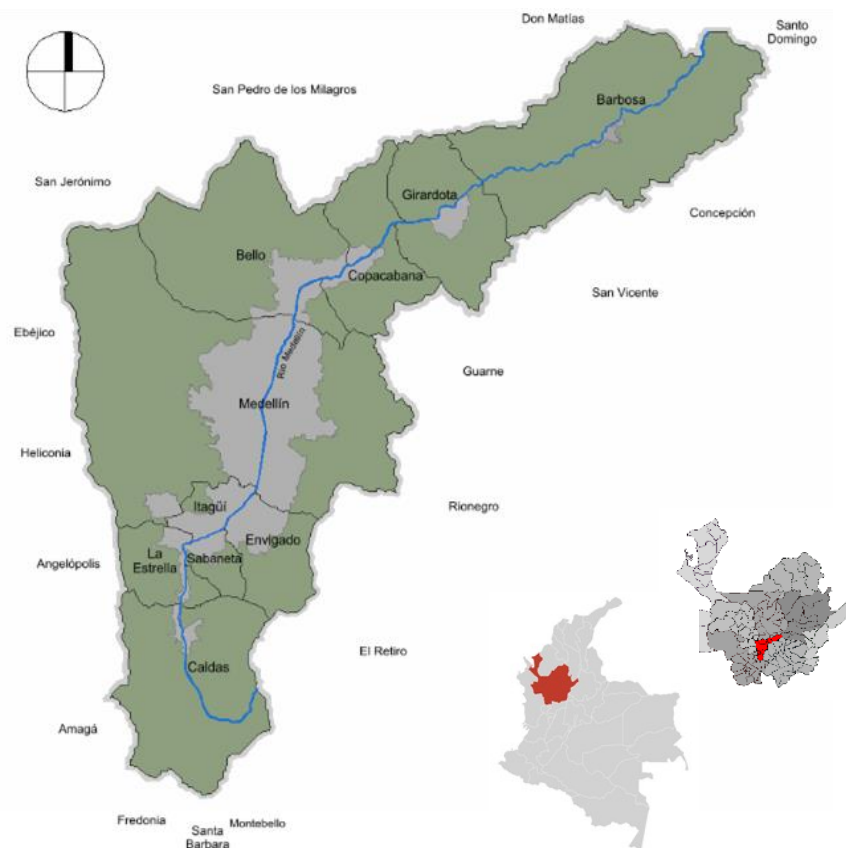 Don Matías
Santo
Domingo
San Pedro de los Milagros
Barbosa
San Jerónimo
Girardota
Concepción
Bello
Copacabana
San Vicente
Ebéjico
Río Medellín
Guarne
Medellín
Heliconia
Itagüí
Rionegro
Envigado
La
Estrella
Sabaneta
Angelópolis
El Retiro
Caldas
Amagá
Fredonia
Santa
Barbara
Montebello